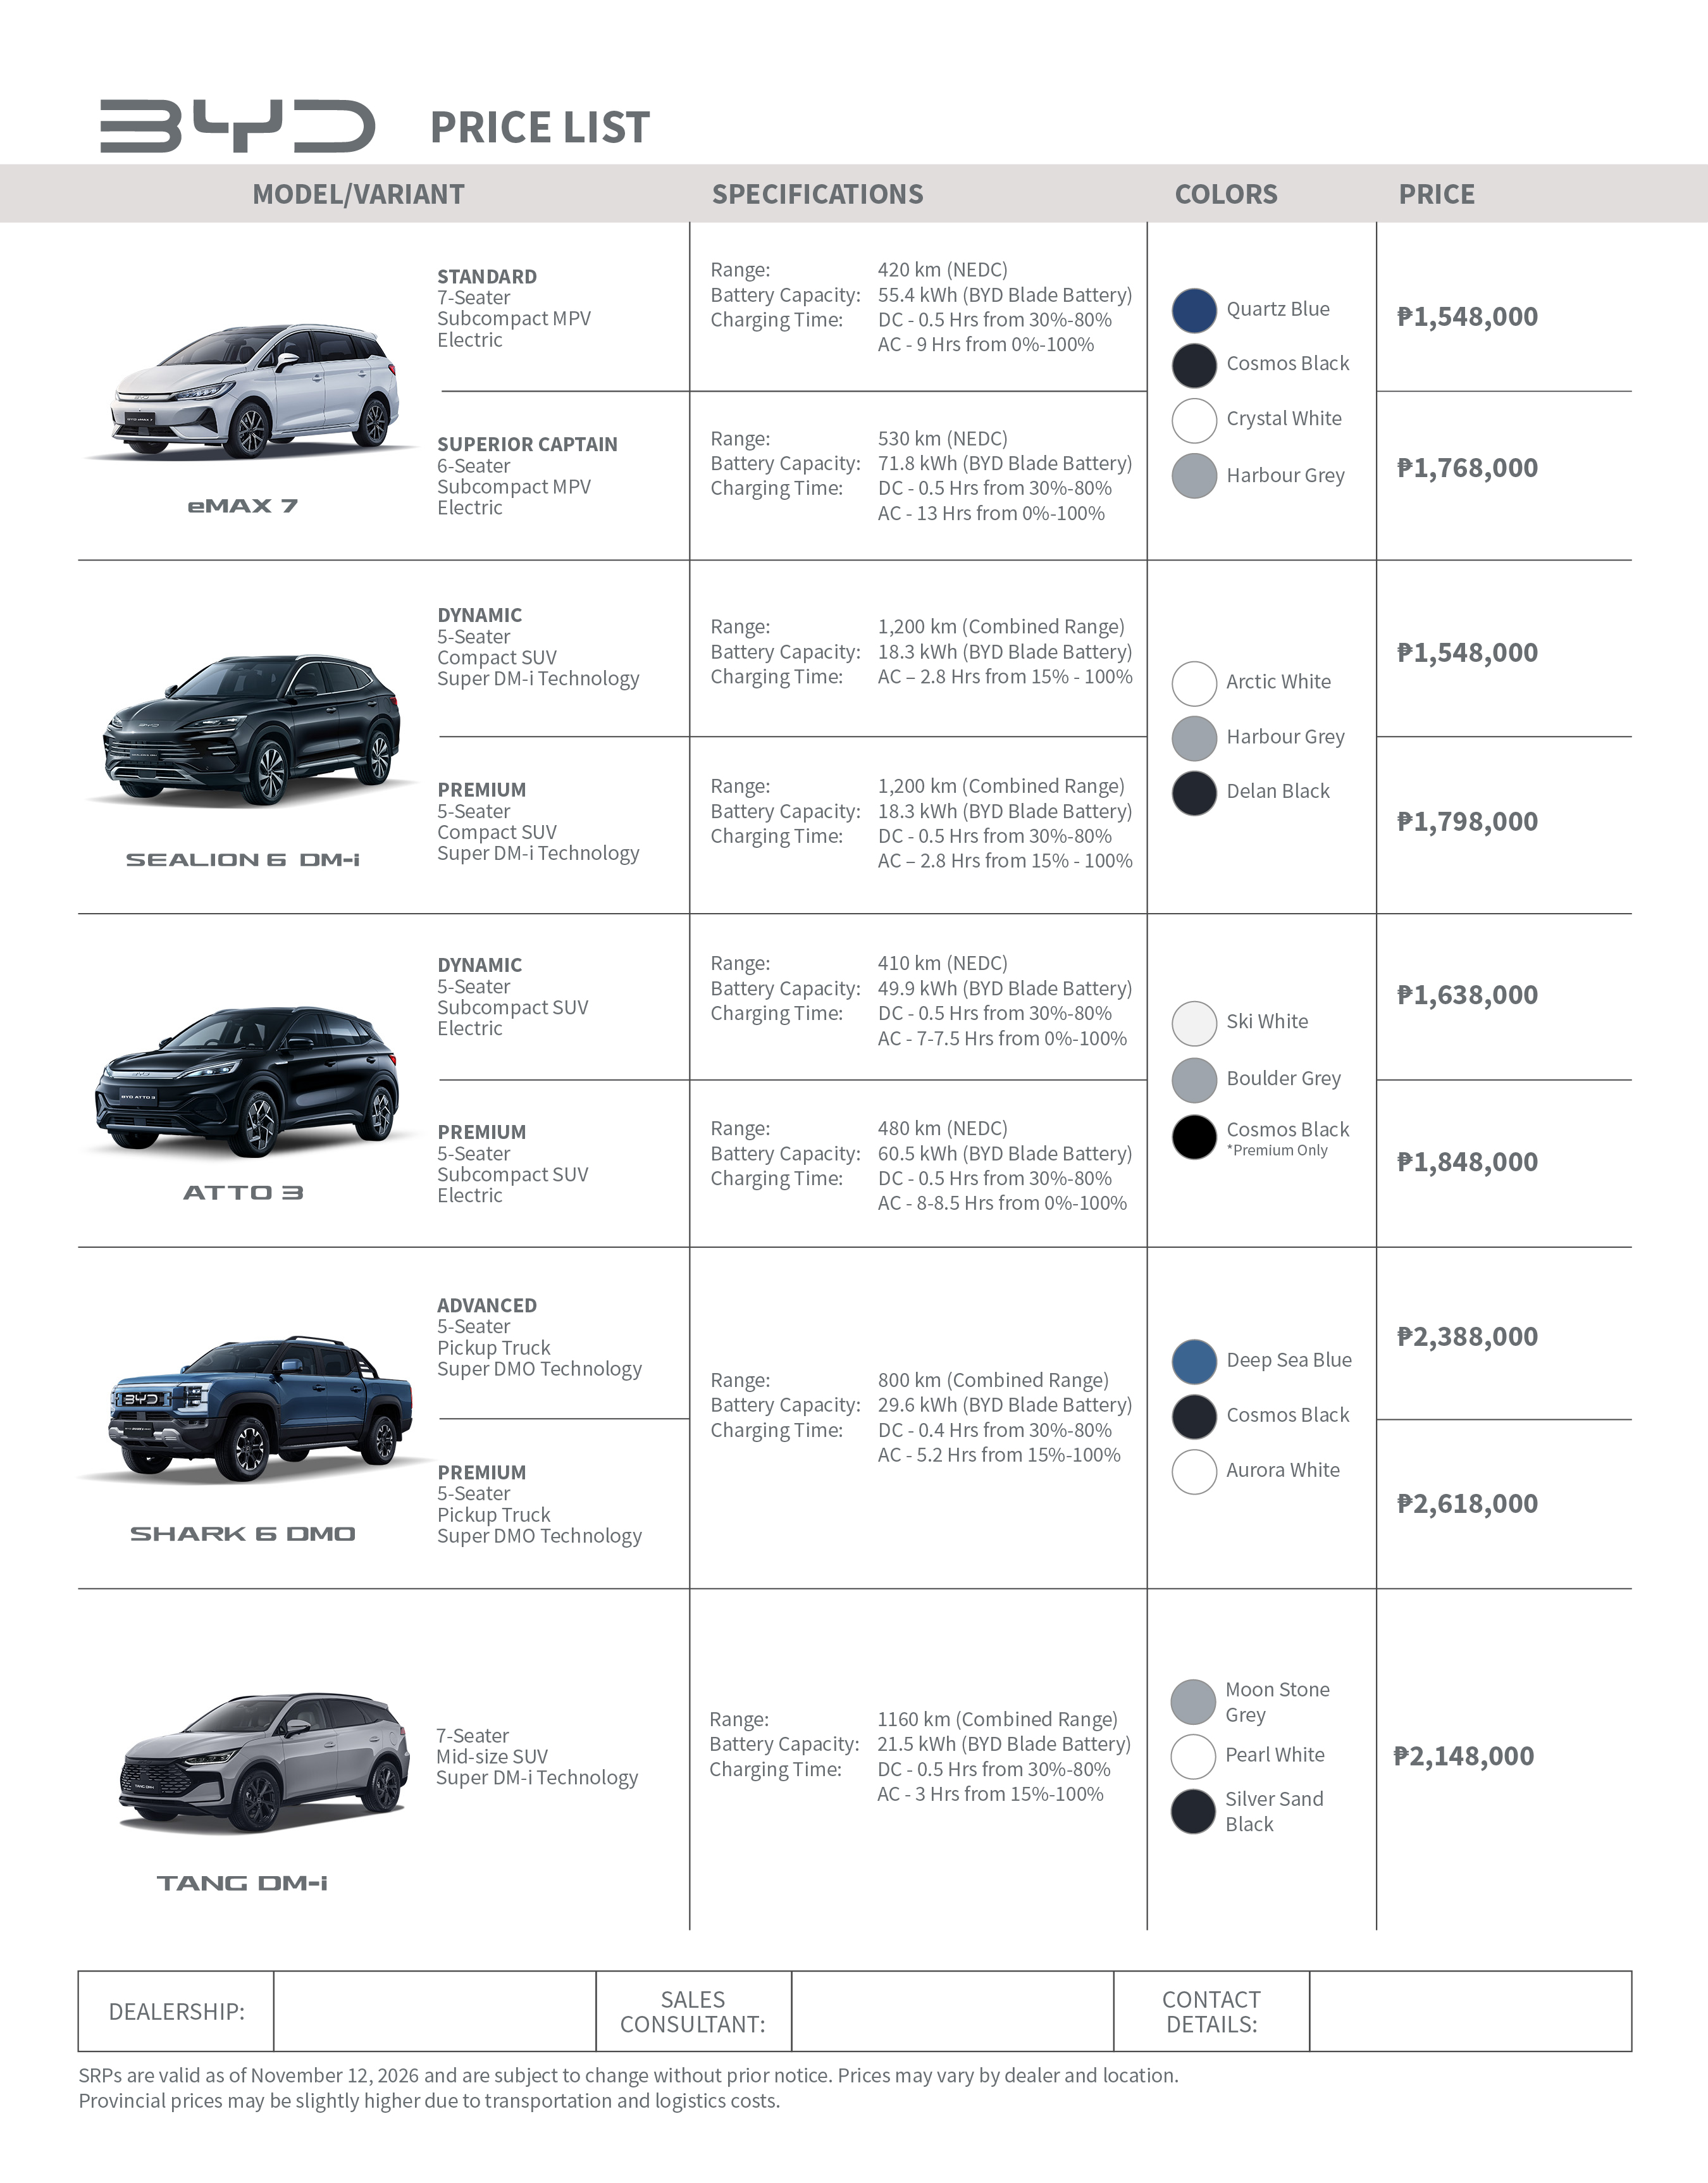 BYD PRICE LIST
MODEL/VARIANT SPECIFICATIONS COLORS PRICE
STANDARD
7-Seater
Subcompact MPV
Electric
Range: 420 km (NEDC)
Battery Capacity: 55.4 kWh (BYD Blade Battery)
Charging Time: DC - 0.5 Hrs from 30%-80%
AC - 9 Hrs from 0%-100%
₱1,548,000
SUPERIOR CAPTAIN
6-Seater
Subcompact MPV
Electric
Range: 530 km (NEDC)
Battery Capacity: 71.8 kWh (BYD Blade Battery)
Charging Time: DC - 0.5 Hrs from 30%-80%
AC - 13 Hrs from 0%-100%
Quartz Blue
Cosmos Black
Crystal White
Harbour Grey
₱1,768,000
eMAX 7
DYNAMIC
5-Seater
Compact SUV
Super DM-i Technology
Range: 1,200 km (Combined Range)
Battery Capacity: 18.3 kWh (BYD Blade Battery)
Charging Time: AC – 2.8 Hrs from 15% - 100%
₱1,548,000
BYD
PREMIUM
5-Seater
Compact SUV
Super DM-i Technology
Range: 1,200 km (Combined Range)
Battery Capacity: 18.3 kWh (BYD Blade Battery)
Charging Time: DC - 0.5 Hrs from 30%-80%
AC – 2.8 Hrs from 15% - 100%
Arctic White
Harbour Grey
Delan Black
₱1,798,000
SEALION 6 DM-i
DYNAMIC
5-Seater
Subcompact SUV
Electric
Range: 410 km (NEDC)
Battery Capacity: 49.9 kWh (BYD Blade Battery)
Charging Time: DC - 0.5 Hrs from 30%-80%
AC - 7-7.5 Hrs from 0%-100%
₱1,638,000
BYD ATTO 3
PREMIUM
5-Seater
Subcompact SUV
Electric
Range: 480 km (NEDC)
Battery Capacity: 60.5 kWh (BYD Blade Battery)
Charging Time: DC - 0.5 Hrs from 30%-80%
AC - 8-8.5 Hrs from 0%-100%
Ski White
Boulder Grey
Cosmos Black
*Premium Only
₱1,848,000
ATTO 3
ADVANCED
5-Seater
Pickup Truck
Super DMO Technology
₱2,388,000
BYD
PREMIUM
5-Seater
Pickup Truck
Super DMO Technology
Range: 800 km (Combined Range)
Battery Capacity: 29.6 kWh (BYD Blade Battery)
Charging Time: DC - 0.4 Hrs from 30%-80%
AC - 5.2 Hrs from 15%-100%
Deep Sea Blue
Cosmos Black
Aurora White
₱2,618,000
SHARK 6 DMO
TANG DM-i
7-Seater
Mid-size SUV
Super DM-i Technology
Range: 1160 km (Combined Range)
Battery Capacity: 21.5 kWh (BYD Blade Battery)
Charging Time: DC - 0.5 Hrs from 30%-80%
AC - 3 Hrs from 15%-100%
Moon Stone
Grey
Pearl White
Silver Sand
Black
₱2,148,000
TANG DM-i
DEALERSHIP:
SALES
CONSULTANT:
CONTACT
DETAILS:
SRPs are valid as of November 12, 2026 and are subject to change without prior notice. Prices may vary by dealer and location.
Provincial prices may be slightly higher due to transportation and logistics costs.